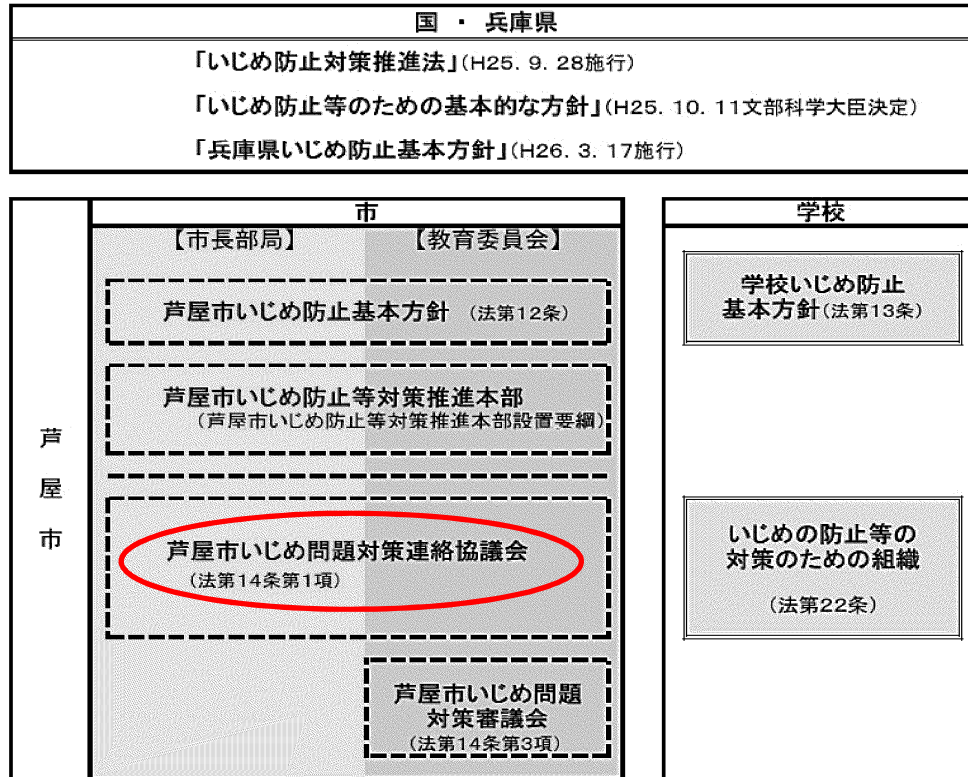 国 ・ 兵庫県
「いじめ防止対策推進法」(H25. 9. 28施行)
「いじめ防止等のための基本的な方針」(H25. 10. 11文部科学大臣決定)
「兵庫県いじめ防止基本方針」(H26. 3. 17施行)
芦屋市
市
【市長部局】 【教育委員会】
芦屋市いじめ防止基本方針 (法第12条)
芦屋市いじめ防止等対策推進本部
(芦屋市いじめ防止等対策推進本部設置要綱)
芦屋市いじめ問題対策連絡協議会
(法第14条第1項)
芦屋市いじめ問題
対策審議会
(法第14条第3項)
学校
学校いじめ防止
基本方針(法第13条)
いじめの防止等の
対策のための組織
(法第22条)